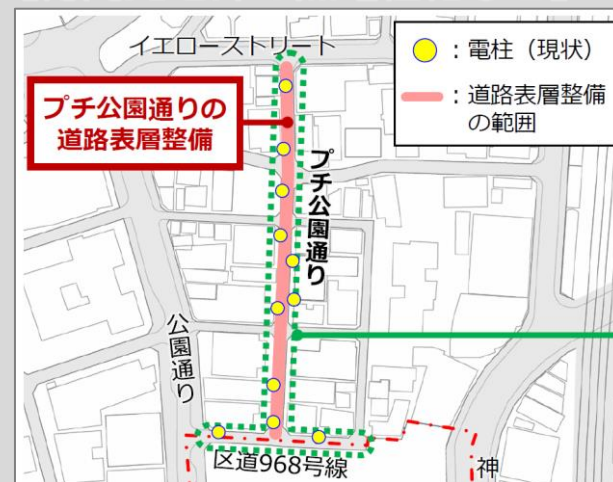 イエローストリート
：電柱（現状）
：道路表層整備
の範囲
プチ公園通りの
道路表層整備
プチ公園通り
公園通り
区道968号線
神